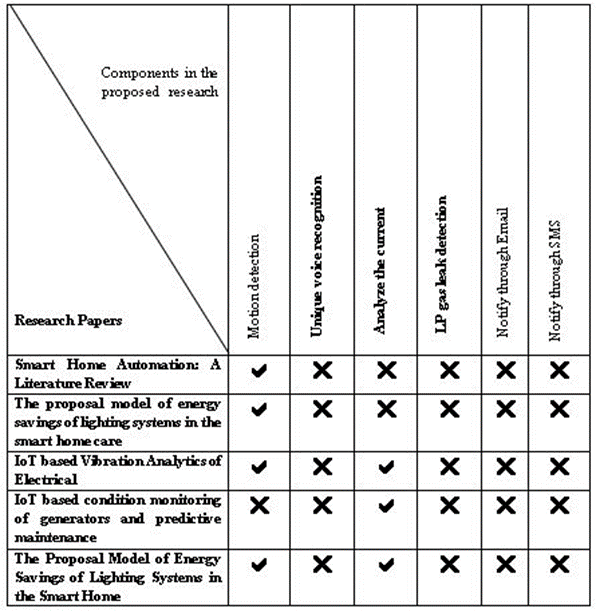 Components in the
proposed research
Research Papers
Motion detection
Unique voice recognition
Analyze the current
LP gas leak detection
Notify through Email
Notify through SMS
Smart Home Automation: A
Literature Review
✓ ✗ ✗ ✗ ✗ ✗
The proposal model of energy
savings of lighting systems in the
smart home care
✓ ✗ ✗ ✗ ✗ ✗
IoT based Vibration Analytics of
Electrical
✓ ✗ ✓ ✗ ✗ ✗
IoT based condition monitoring
of generators and predictive
maintenance
✗ ✗ ✓ ✗ ✗ ✗
The Proposal Model of Energy
Savings of Lighting Systems in
the Smart Home
✓ ✗ ✓ ✗ ✗ ✗